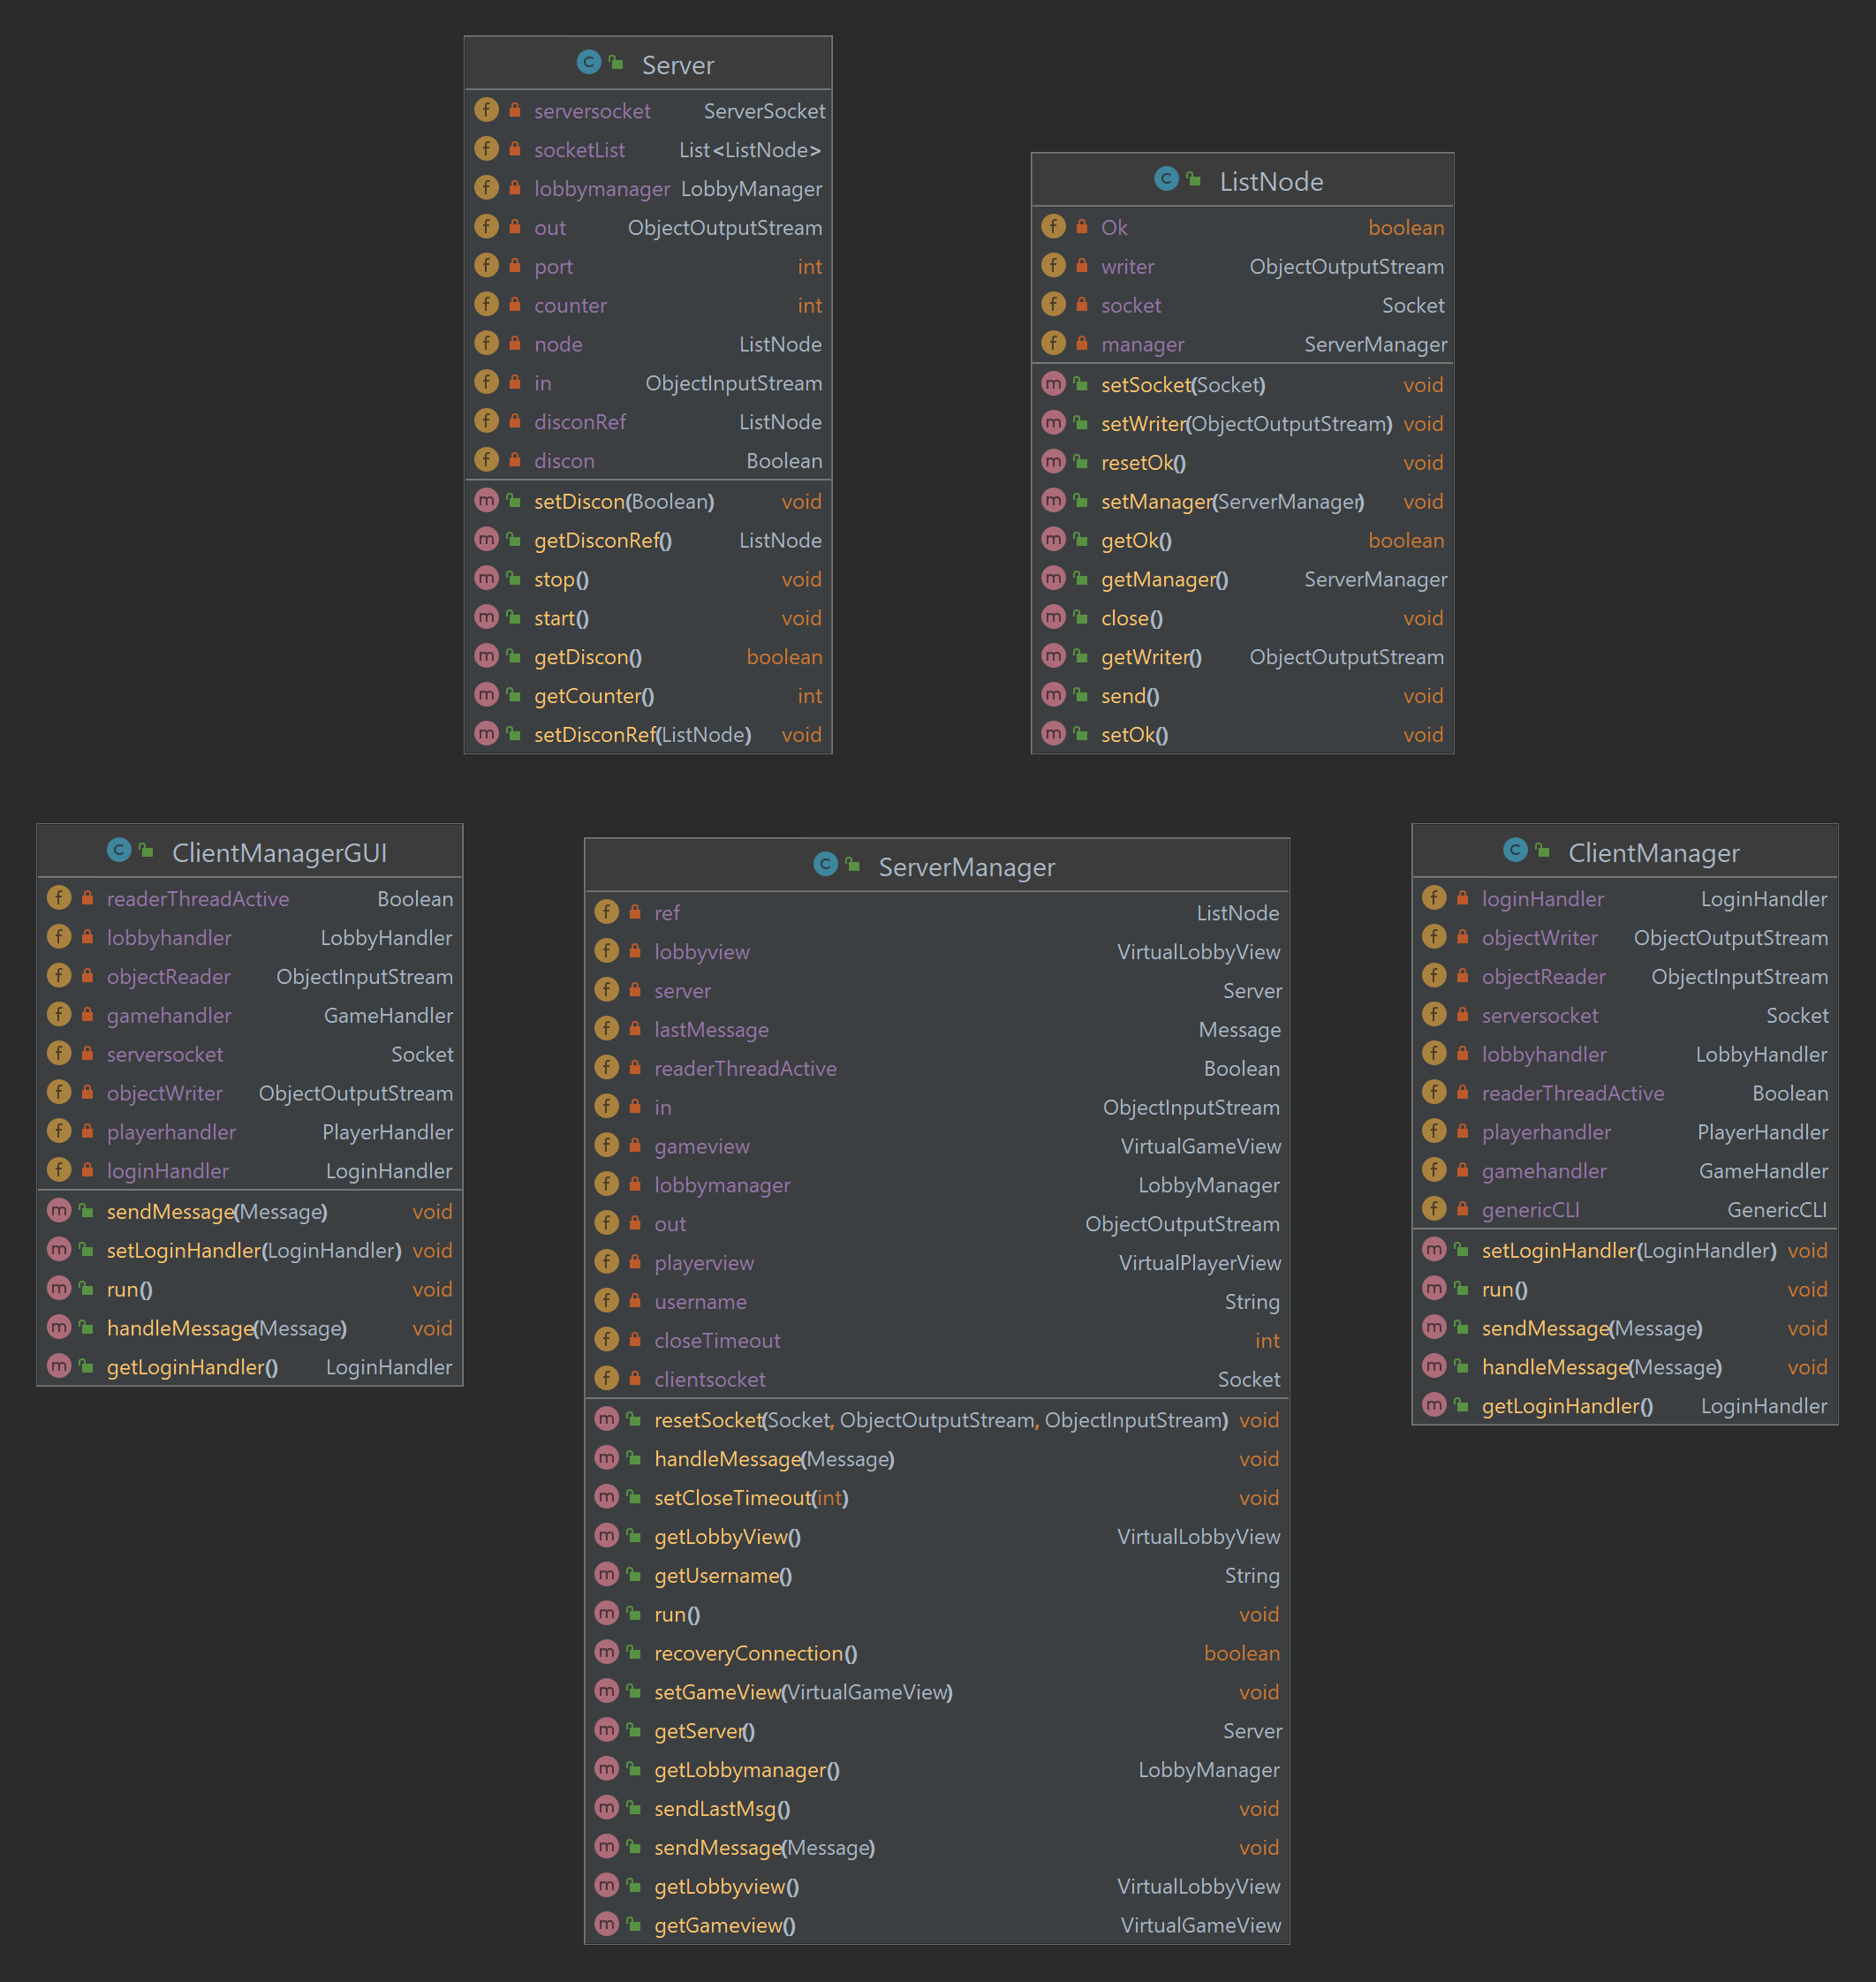 Server
serversocket ServerSocket
socketList List<ListNode>
lobbymanager LobbyManager
out ObjectOutputStream
port int
counter int
node ListNode
in ObjectInputStream
disconRef ListNode
discon Boolean
setDiscon(Boolean) void
getDisconRef() ListNode
stop() void
start() void
getDiscon() boolean
getCounter() int
setDisconRef(ListNode) void
ListNode
Ok boolean
writer ObjectOutputStream
socket Socket
manager ServerManager
setSocket(Socket) void
setWriter(ObjectOutputStream) void
resetOk() void
setManager(ServerManager) void
getOk() boolean
getManager() ServerManager
close() void
getWriter() ObjectOutputStream
send() void
setOk() void
ClientManagerGUI
readerThreadActive Boolean
lobbyhandler LobbyHandler
objectReader ObjectInputStream
gamehandler GameHandler
serversocket Socket
objectWriter ObjectOutputStream
playerhandler PlayerHandler
loginHandler LoginHandler
sendMessage(Message) void
setLoginHandler(LoginHandler) void
run() void
handleMessage(Message) void
getLoginHandler() LoginHandler
ServerManager
ref ListNode
lobbyview VirtualLobbyView
server Server
lastMessage Message
readerThreadActive Boolean
in ObjectInputStream
gameview VirtualGameView
lobbymanager LobbyManager
out ObjectOutputStream
playerview VirtualPlayerView
username String
closeTimeout int
clientsocket Socket
resetSocket(Socket, ObjectOutputStream, ObjectInputStream) void
handleMessage(Message) void
setCloseTimeout(int) void
getLobbyView() VirtualLobbyView
getUsername() String
run() void
recoveryConnection() boolean
setGameView(VirtualGameView) void
getServer() Server
getLobbymanager() LobbyManager
sendLastMsg() void
sendMessage(Message) void
getLobbyview() VirtualLobbyView
getGameview() VirtualGameView
ClientManager
loginHandler LoginHandler
objectWriter ObjectOutputStream
objectReader ObjectInputStream
serversocket Socket
lobbyhandler LobbyHandler
readerThreadActive Boolean
playerhandler PlayerHandler
gamehandler GameHandler
genericCLI GenericCLI
setLoginHandler(LoginHandler) void
run() void
sendMessage(Message) void
handleMessage(Message) void
getLoginHandler() LoginHandler